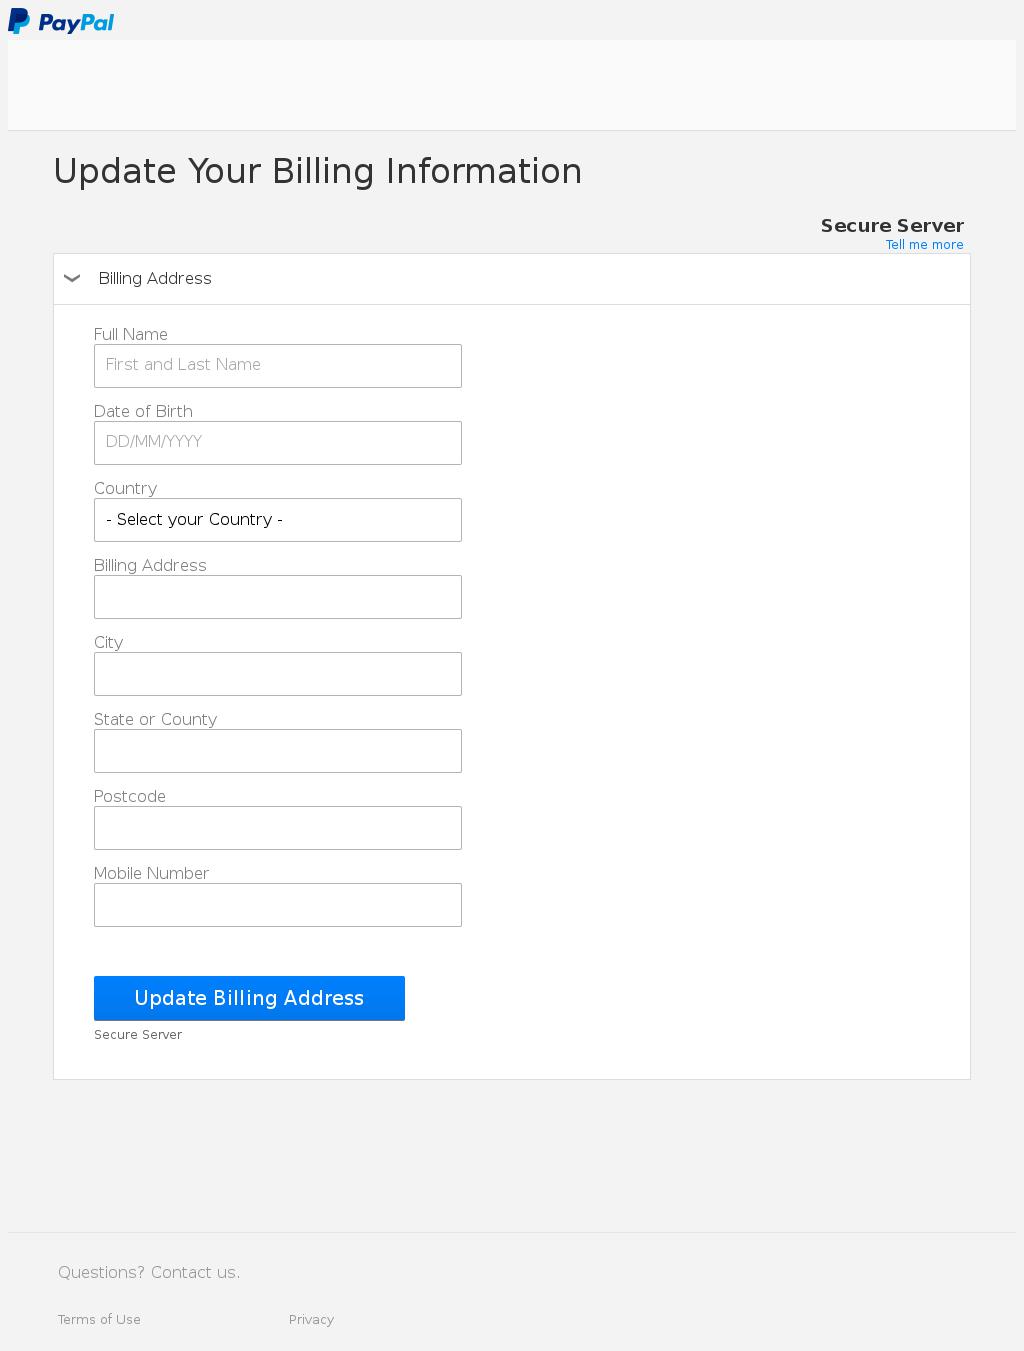 PayPal
Update Your Billing Information
Secure Server
Tell me more
Billing Address
Full Name
First and Last Name
Date of Birth
DD/MM/YYYY
Country
- Select your Country -
Billing Address
City
State or County
Postcode
Mobile Number
Update Billing Address
Secure Server
Questions? Contact us.
Terms of Use Privacy